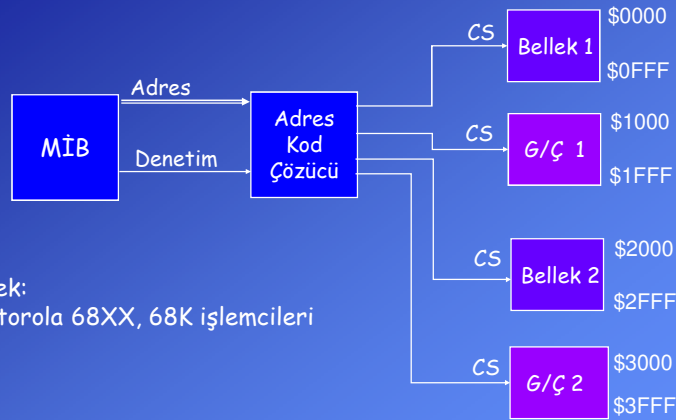 CS
Bellek 1
$0000
$0FFF
Adres
MİB
Denetim
Adres
Kod
Çözücü
CS
G/Ç 1
$1000
$1FFF
CS
Bellek 2
$2000
$2FFF
ek:
torola 68XX, 68K işlemcileri
CS
G/Ç 2
$3000
$3FFF